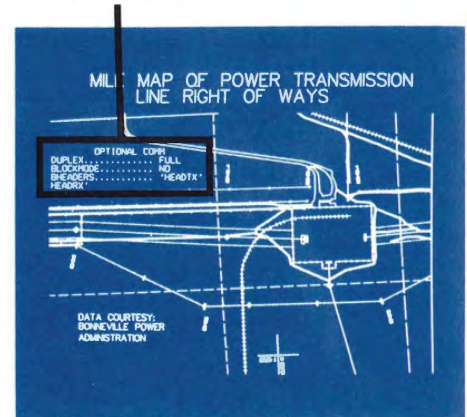 MILE MAP OF POWER TRANSMISSION
LINE RIGHT OF WAYS
OPTIONAL COMM
DUPLEX............. FULL
BLOCKMODE.......... NO
BHEADERS.......... 'HEADTX'
HEADRX'
DATA COURTESY:
BONNEVILLE POWER
ADMINISTRATION